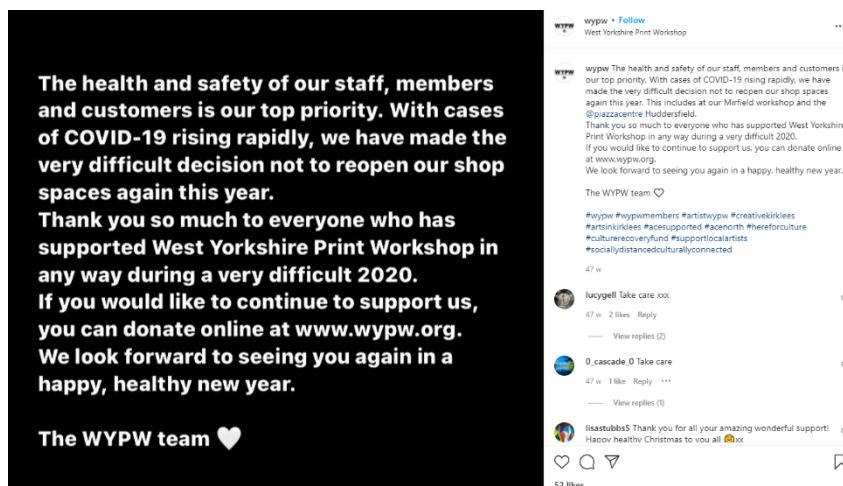 The health and safety of our staff, members
and customers is our top priority. With cases
of COVID-19 rising rapidly, we have made the
very difficult decision not to reopen our shop
spaces again this year.
Thank you so much to everyone who has
supported West Yorkshire Print Workshop in
any way during a very difficult 2020.
If you would like to continue to support us,
you can donate online at www.wypw.org.
We look forward to seeing you again in a
happy, healthy new year.
The WYPW team 🤍
WYPW
wypw • Follow
West Yorkshire Print Workshop
WYPW
wypw The health and safety of our staff, members and customers
our top priority. With cases of COVID-19 rising rapidly, we have
made the very difficult decision not to reopen our shop spaces
again this year. This includes at our Mirfield workshop and the
@piazzacentre Huddersfield.
Thank you so much to everyone who has supported West Yorkshire
Print Workshop in any way during a very difficult 2020.
If you would like to continue to support us, you can donate online
at www.wypw.org.
We look forward to seeing you again in a happy, healthy new year.
The WYPW team ♡
#wypw #wypwmembers #artistwypw #creativekirklees
#artsinkirklees #acesupported #acenorth #hereforculture
#culturerecoveryfund #supportlocalartists
#sociallydistancedculturallyconnected
47 w
lucygell Take care xxx
47 w 2 likes Reply
View replies (2)
0_cascade_0 Take care
47 w 1 like Reply •••
View replies (1)
lisastubbs5 Thank you for all your amazing wonderful support!
Happy healthy Christmas to you all 🤗xx
52 likes